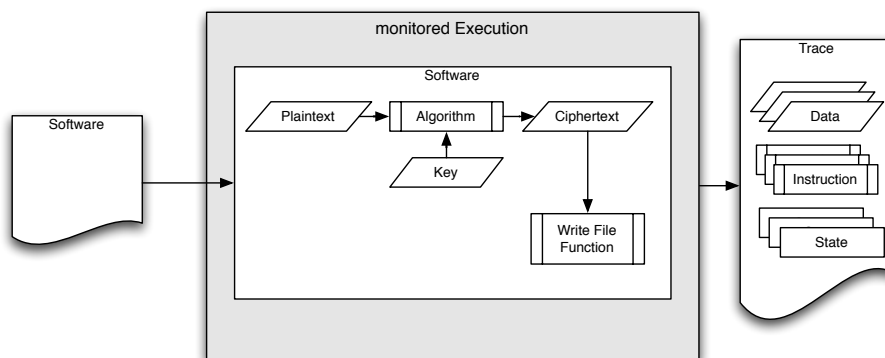 monitored Execution
Trace
Software
Software
Plaintext
Algorithm
Ciphertext
Data
Key
Instruction
Write File
Function
State